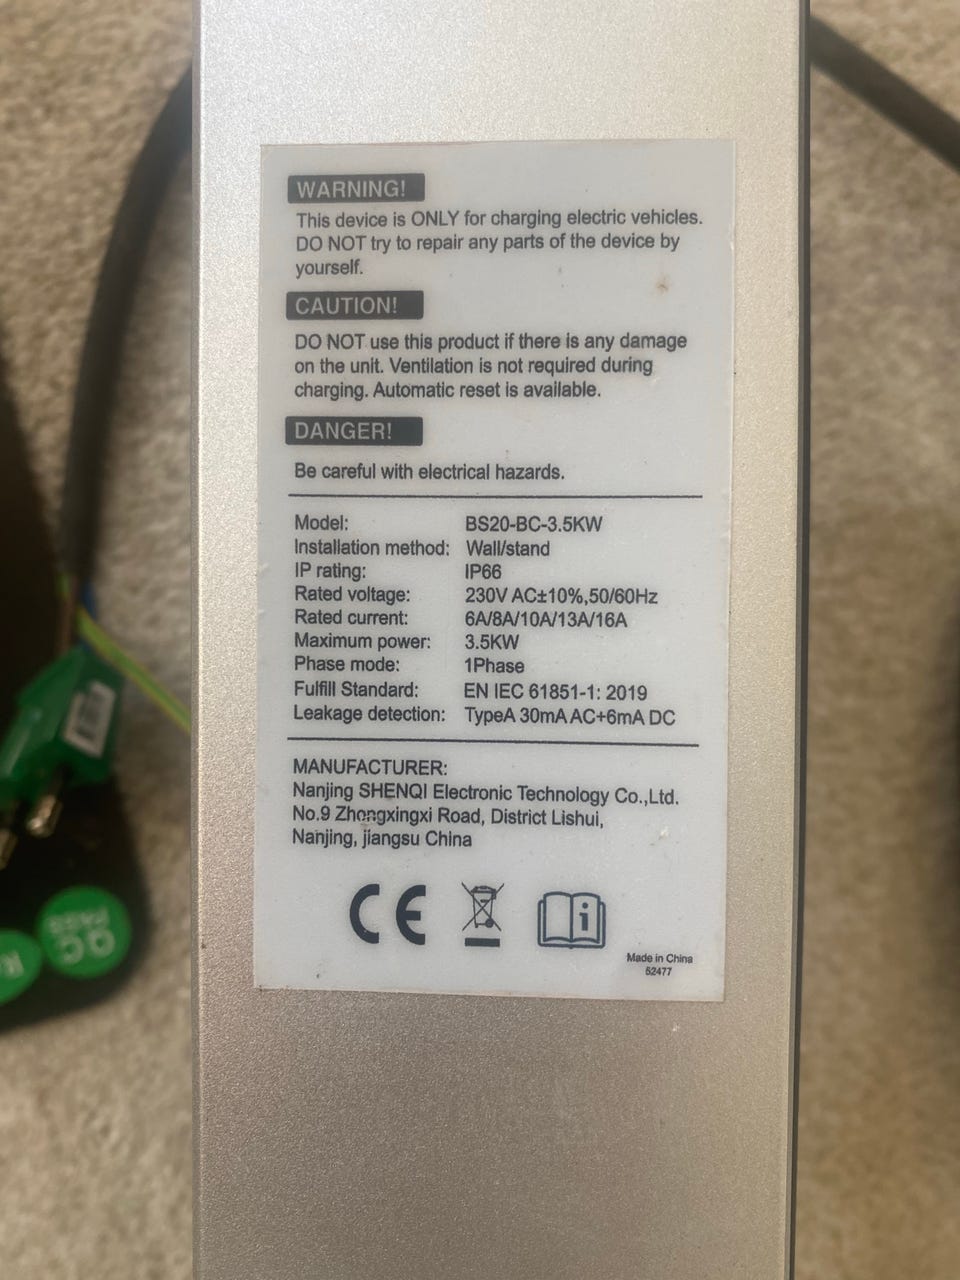 WARNING!
This device is ONLY for charging electric vehicles.
DO NOT try to repair any parts of the device by
yourself.
CAUTION!
DO NOT use this product if there is any damage
on the unit. Ventilation is not required during
charging. Automatic reset is available.
DANGER!
Be careful with electrical hazards.
Model: BS20-BC-3.5KW
Installation method: Wall/stand
IP rating: IP66
Rated voltage: 230V AC±10%,50/60Hz
Rated current: 6A/8A/10A/13A/16A
Maximum power: 3.5KW
Phase mode: 1Phase
Fulfill Standard: EN IEC 61851-1: 2019
Leakage detection: TypeA 30mA AC+6mA DC
MANUFACTURER:
Nanjing SHENQI Electronic Technology Co.,Ltd.
No.9 Zhongxingxi Road, District Lishui,
Nanjing, jiangsu China
CE
i
Made in China
52477
QC
PASS